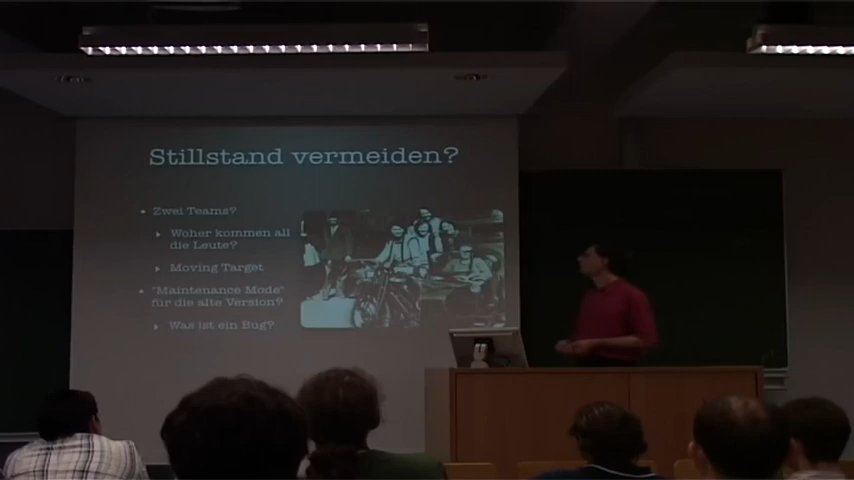 Stillstand vermeiden?
Zwei Teams?
Woher kommen all
die Leute?
Moving Target
"Maintenance Mode"
für die alte Version?
Was ist ein Bug?